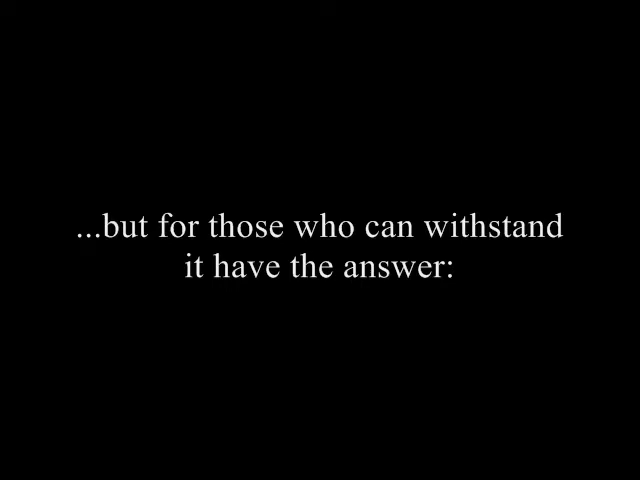 ...but for those who can withstand
it have the answer: